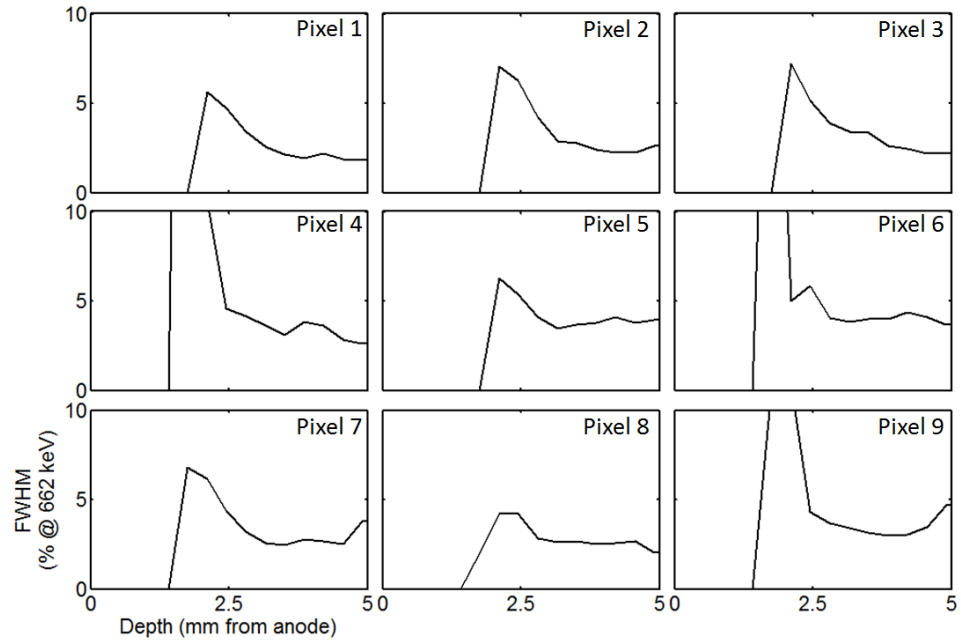 10 Pixel 1 Pixel 2 Pixel 3
5
0
10 Pixel 4 Pixel 5 Pixel 6
5
0
10 Pixel 7 Pixel 8 Pixel 9
5
0
FWHM
(% @ 662 keV)
0 2.5 5 0 2.5 5 0 2.5 5
Depth (mm from anode)